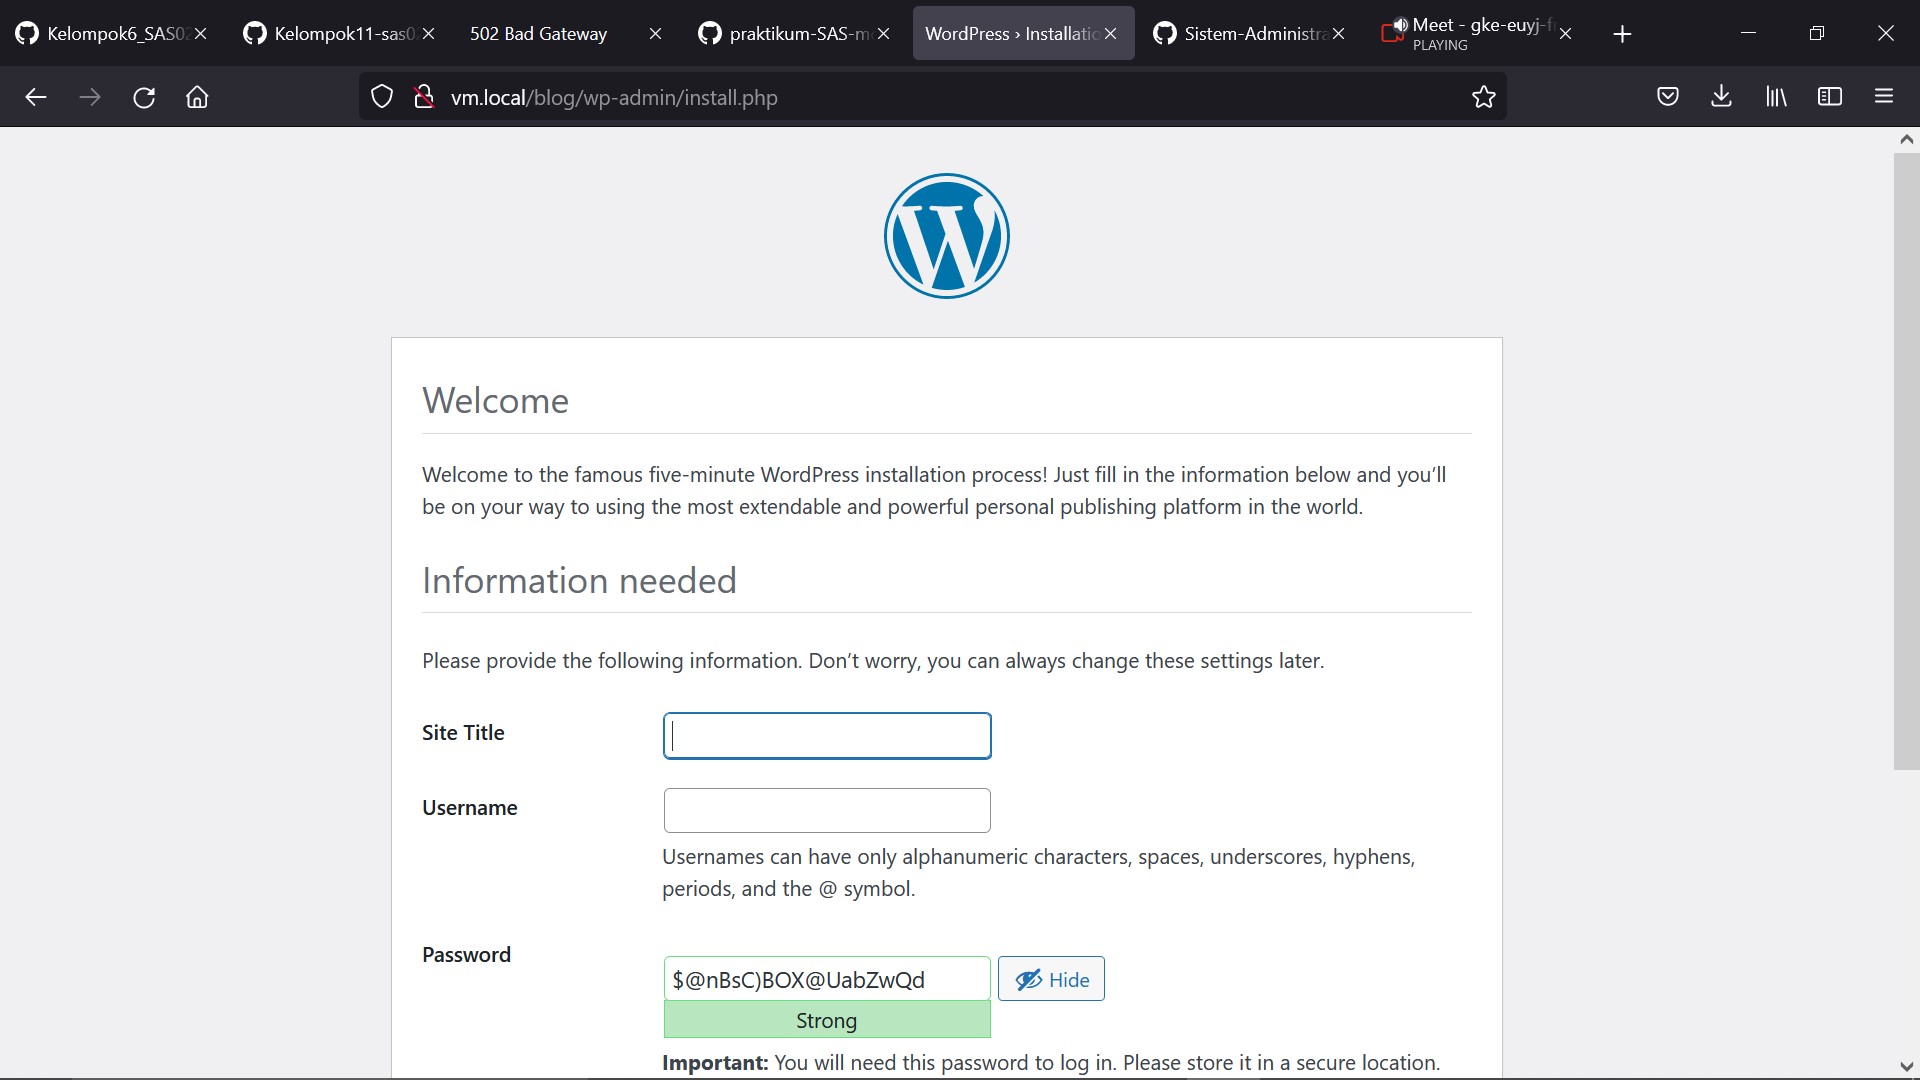 Kelompok6_SAS02
Kelompok11-sas0
502 Bad Gateway
praktikum-SAS-m
WordPress › Installatio
Sistem-Administra
Meet - gke-euyj-f
PLAYING
vm.local/blog/wp-admin/install.php
Welcome
Welcome to the famous five-minute WordPress installation process! Just fill in the information below and you’ll
be on your way to using the most extendable and powerful personal publishing platform in the world.
Information needed
Please provide the following information. Don’t worry, you can always change these settings later.
Site Title
Username
Usernames can have only alphanumeric characters, spaces, underscores, hyphens,
periods, and the @ symbol.
Password
$@nBsC)BOX@UabZwQd
Hide
Strong
Important: You will need this password to log in. Please store it in a secure location.